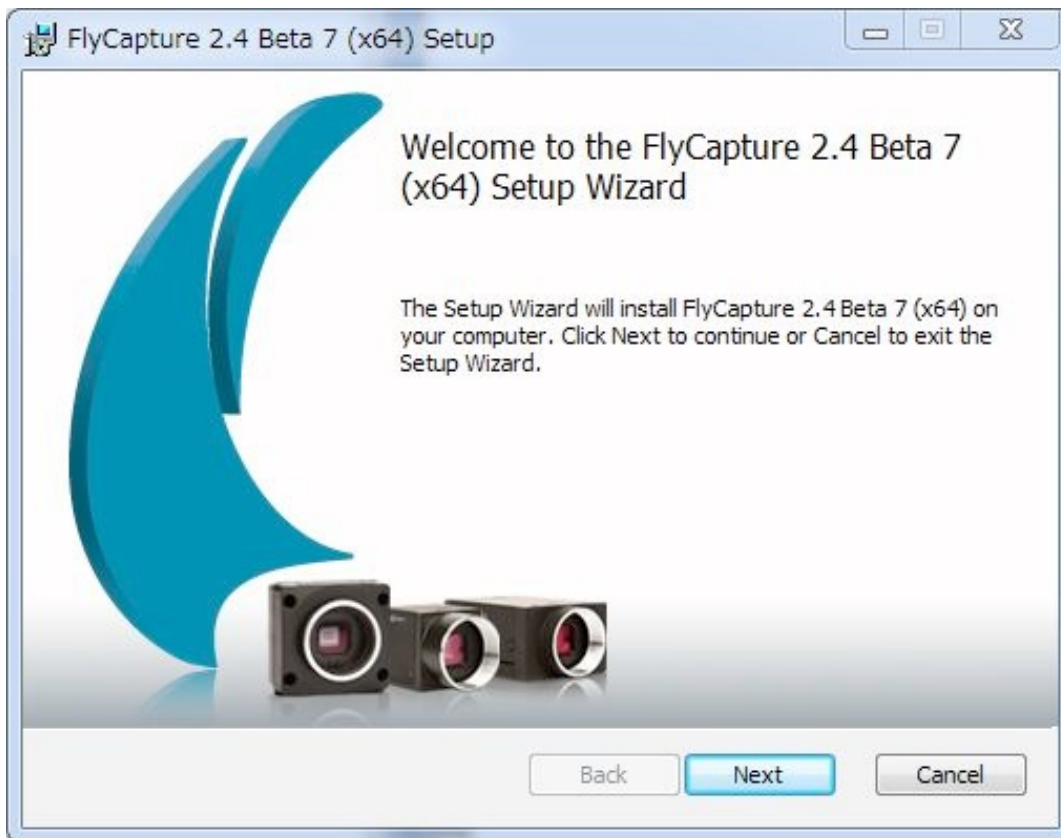 FlyCapture 2.4 Beta 7 (x64) Setup
Welcome to the FlyCapture 2.4 Beta 7
(x64) Setup Wizard
The Setup Wizard will install FlyCapture 2.4 Beta 7 (x64) on
your computer. Click Next to continue or Cancel to exit the
Setup Wizard.
Back Next Cancel